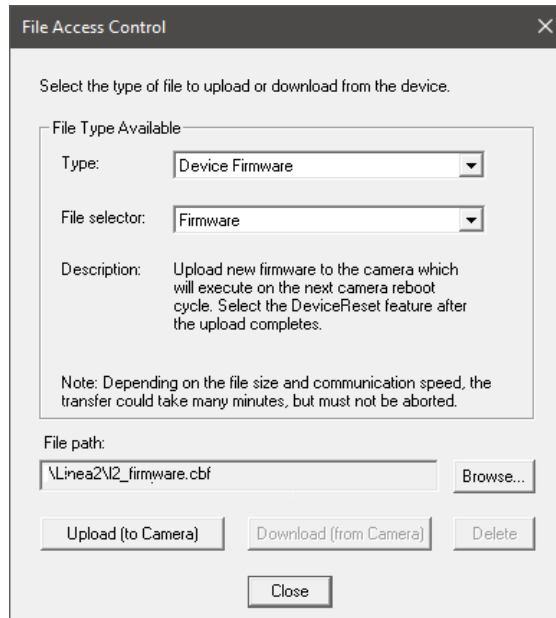 File Access Control
Select the type of file to upload or download from the device.
File Type Available
Type:
Device Firmware
File selector:
Firmware
Description:
Upload new firmware to the camera which
will execute on the next camera reboot
cycle. Select the DeviceReset feature after
the upload completes.
Note: Depending on the file size and communication speed, the
transfer could take many minutes, but must not be aborted.
File path:
\Linea2\l2_firmware.cbf
Browse...
Upload (to Camera)
Download (from Camera)
Delete
Close